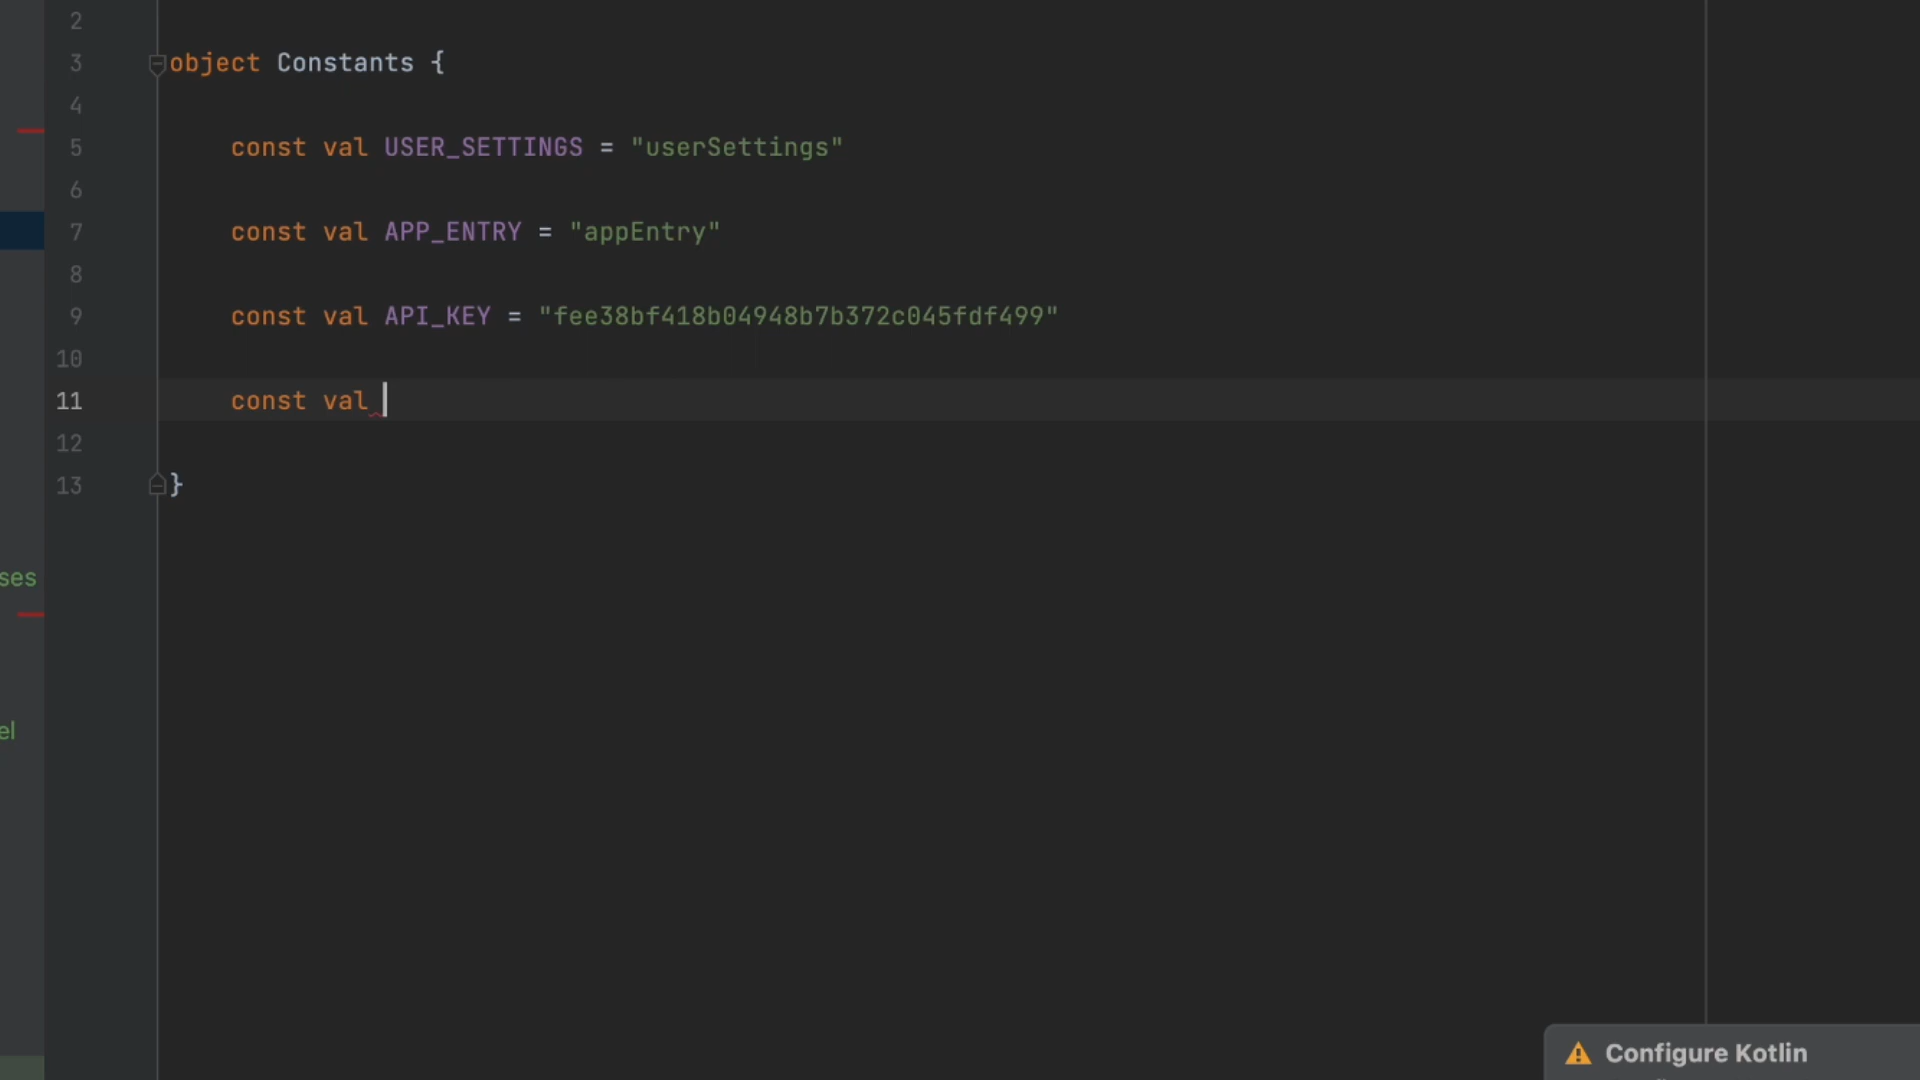 2
3 object Constants {
4
5 const val USER_SETTINGS = "userSettings"
6
7 const val APP_ENTRY = "appEntry"
8
9 const val API_KEY = "fee38bf418b04948b7b372c045fdf499"
10
11 const val
12
13 }
ses
el
Configure Kotlin